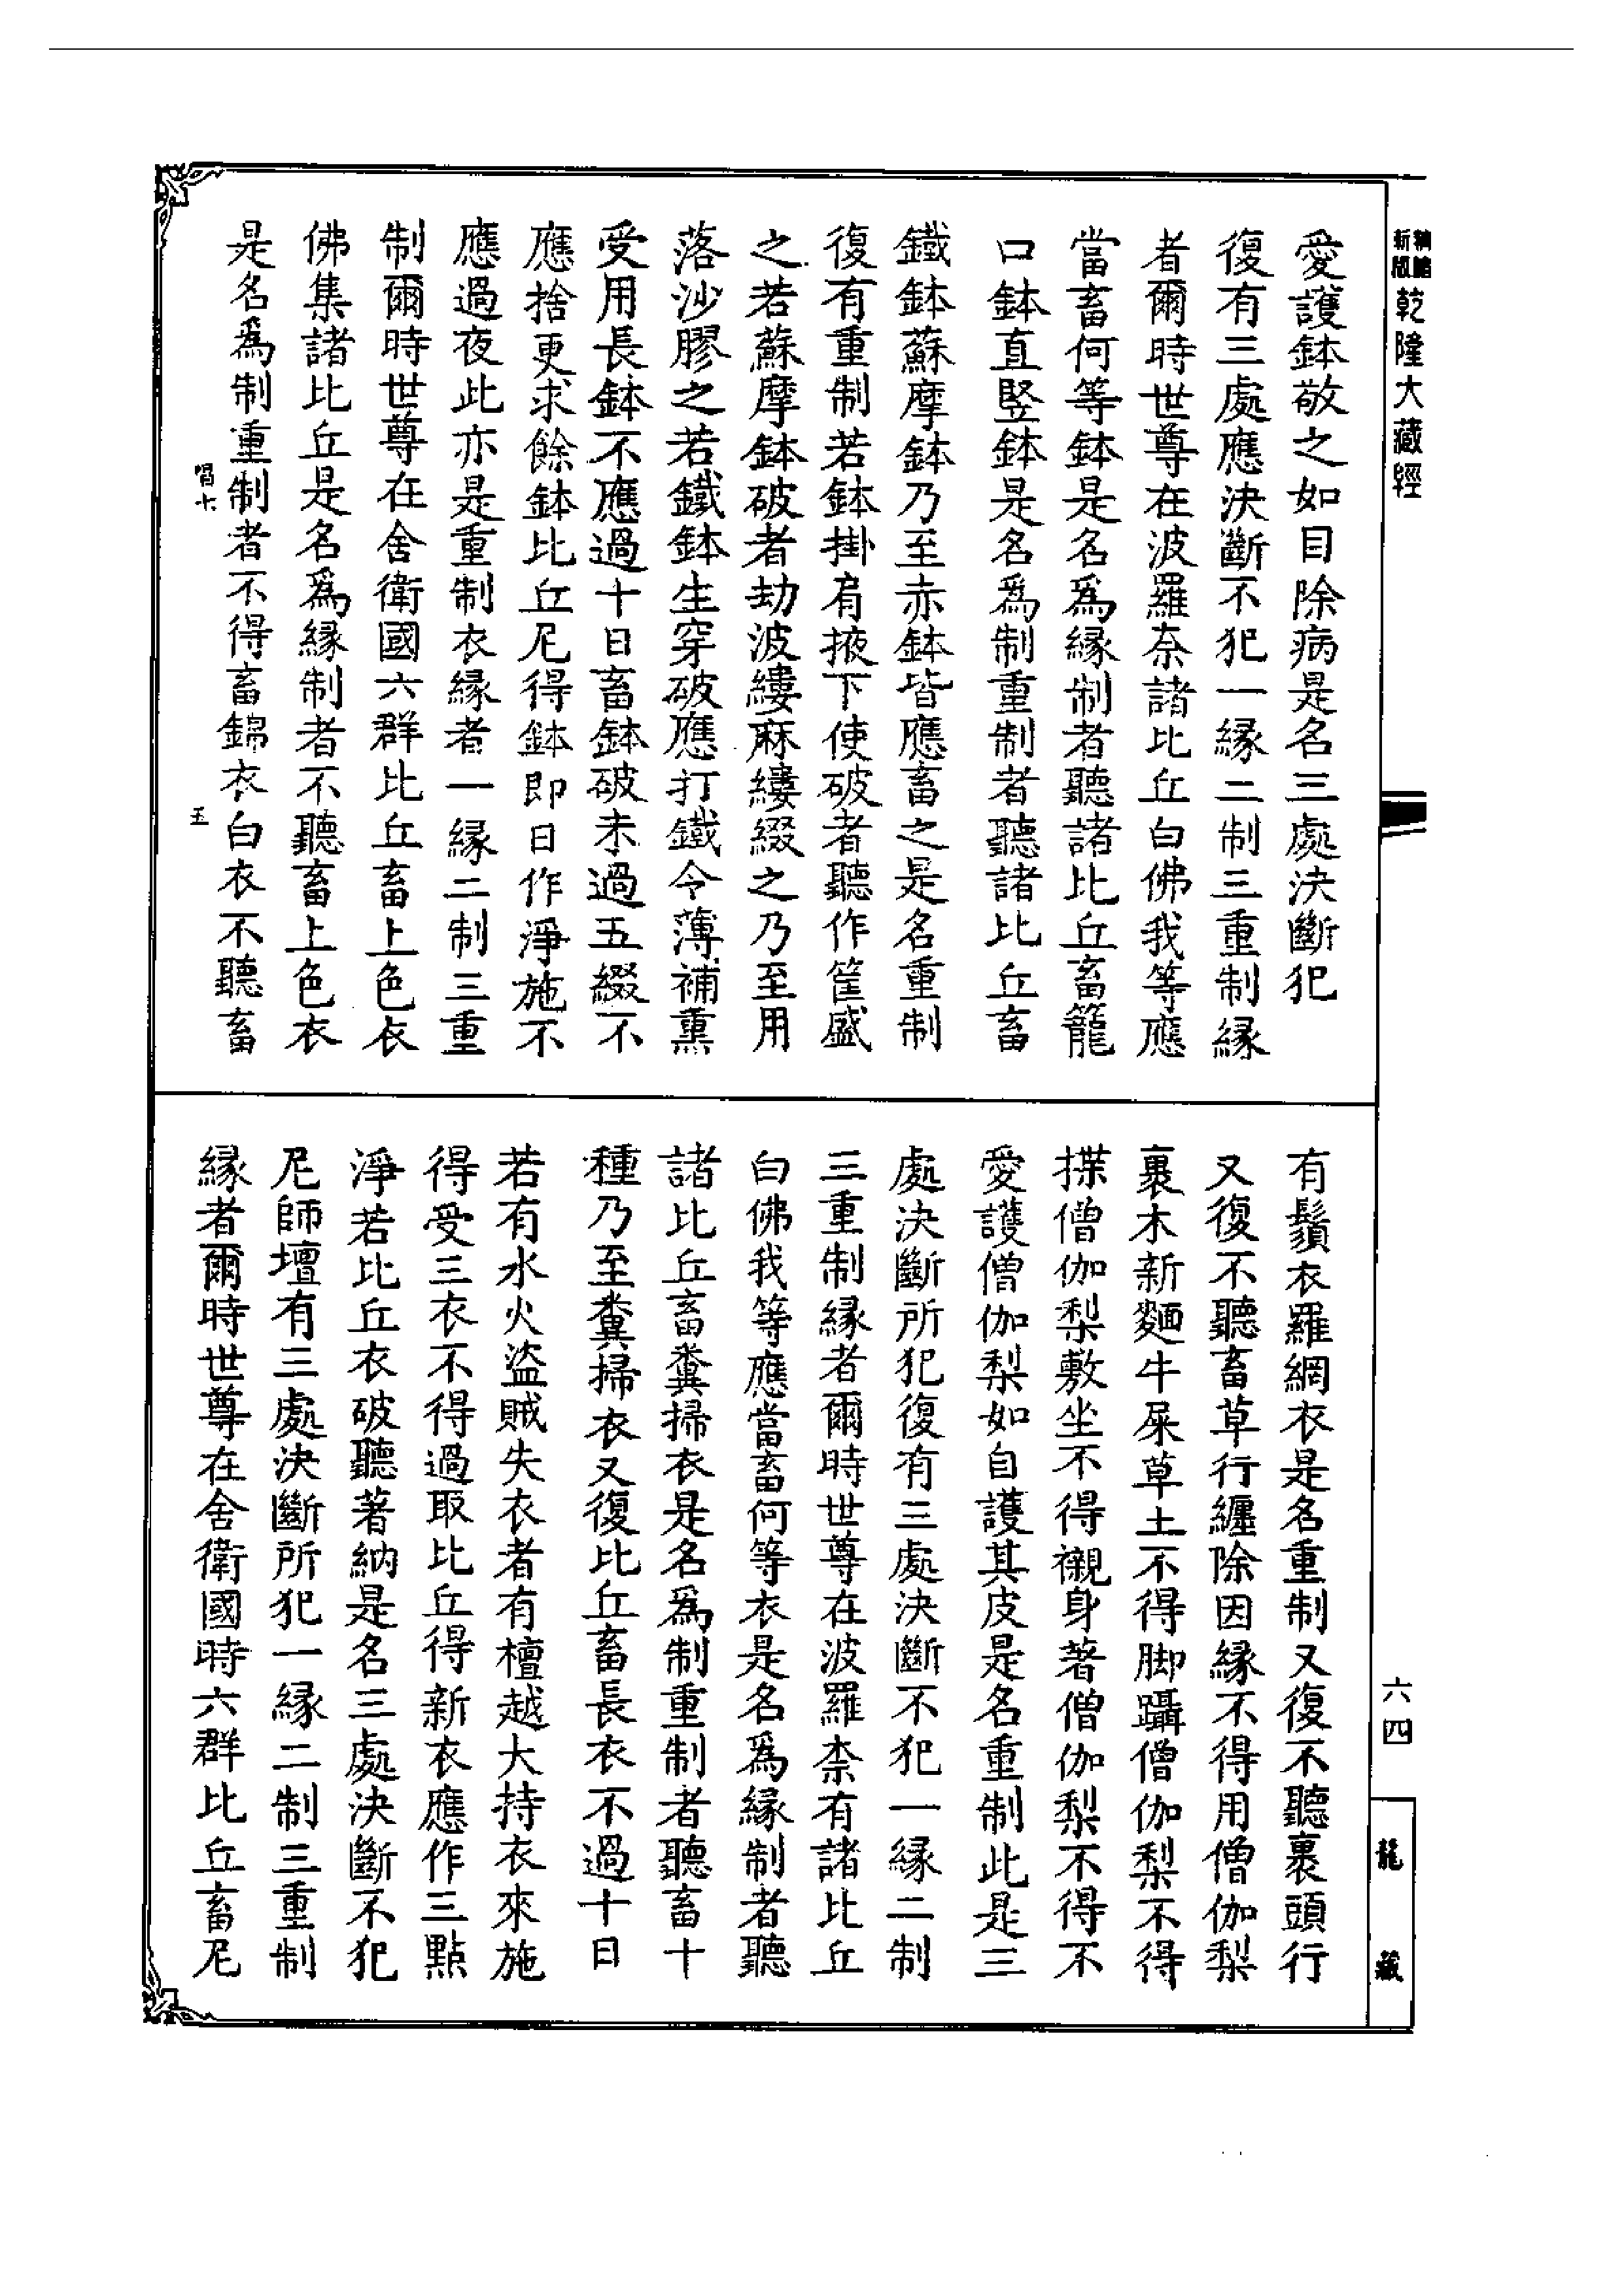 新版
乾隆大藏經
愛護鉢敬之如目除病是名三處決斷犯
復有三處應決斷不犯一緣二制三重制緣
者爾時世尊在波羅奈諸比丘白佛我等應
當畜何等鉢是名爲緣制者聽諸比丘畜籠
口鉢直竪鉢是名爲制重制者聽諸比丘畜
鐵鉢蘇摩鉢乃至赤鉢皆應畜之是名重制
復有重制若鉢掛肩掖下使破者聽作筐盛
之若蘇摩鉢破者劫波縷麻縷綴之乃至用
落沙膠之若鐵鉢生穿破應打鐵令薄補熏
受用長鉢不應過十日畜鉢破未過五綴不
應捨更求餘鉢比丘尼得鉢即日作淨施不
應過夜此亦是重制衣緣者一緣二制三重
制爾時世尊在舍衛國六群比丘畜上色衣
佛集諸比丘是名爲緣制者不聽畜上色衣
是名爲制重制者不得畜錦衣白衣不聽畜
五
有鬚衣羅網衣是名重制又復不聽裹頭行
又復不聽畜草行纏除因緣不得用僧伽梨
裹木新麵牛屎草土不得脚躡僧伽梨不得
揲僧伽梨敷坐不得襯身著僧伽梨不得不
愛護僧伽梨如自護其皮是名重制此是三
處決斷所犯復有三處決斷不犯一緣二制
三重制緣者爾時世尊在波羅柰有諸比丘
白佛我等應當畜何等衣是名爲緣制者聽
諸比丘畜糞掃衣是名爲制重制者聽畜十
種乃至糞掃衣又復比丘畜長衣不過十日
若有水火盜賊失衣者有檀越大持衣來施
得受三衣不得過取比丘得新衣應作三點
淨若比丘衣破聽著納是名三處決斷不犯
尼師壇有三處決斷所犯一緣二制三重制
緣者爾時世尊在舍衛國時六群比丘畜尼
六四
龍藏